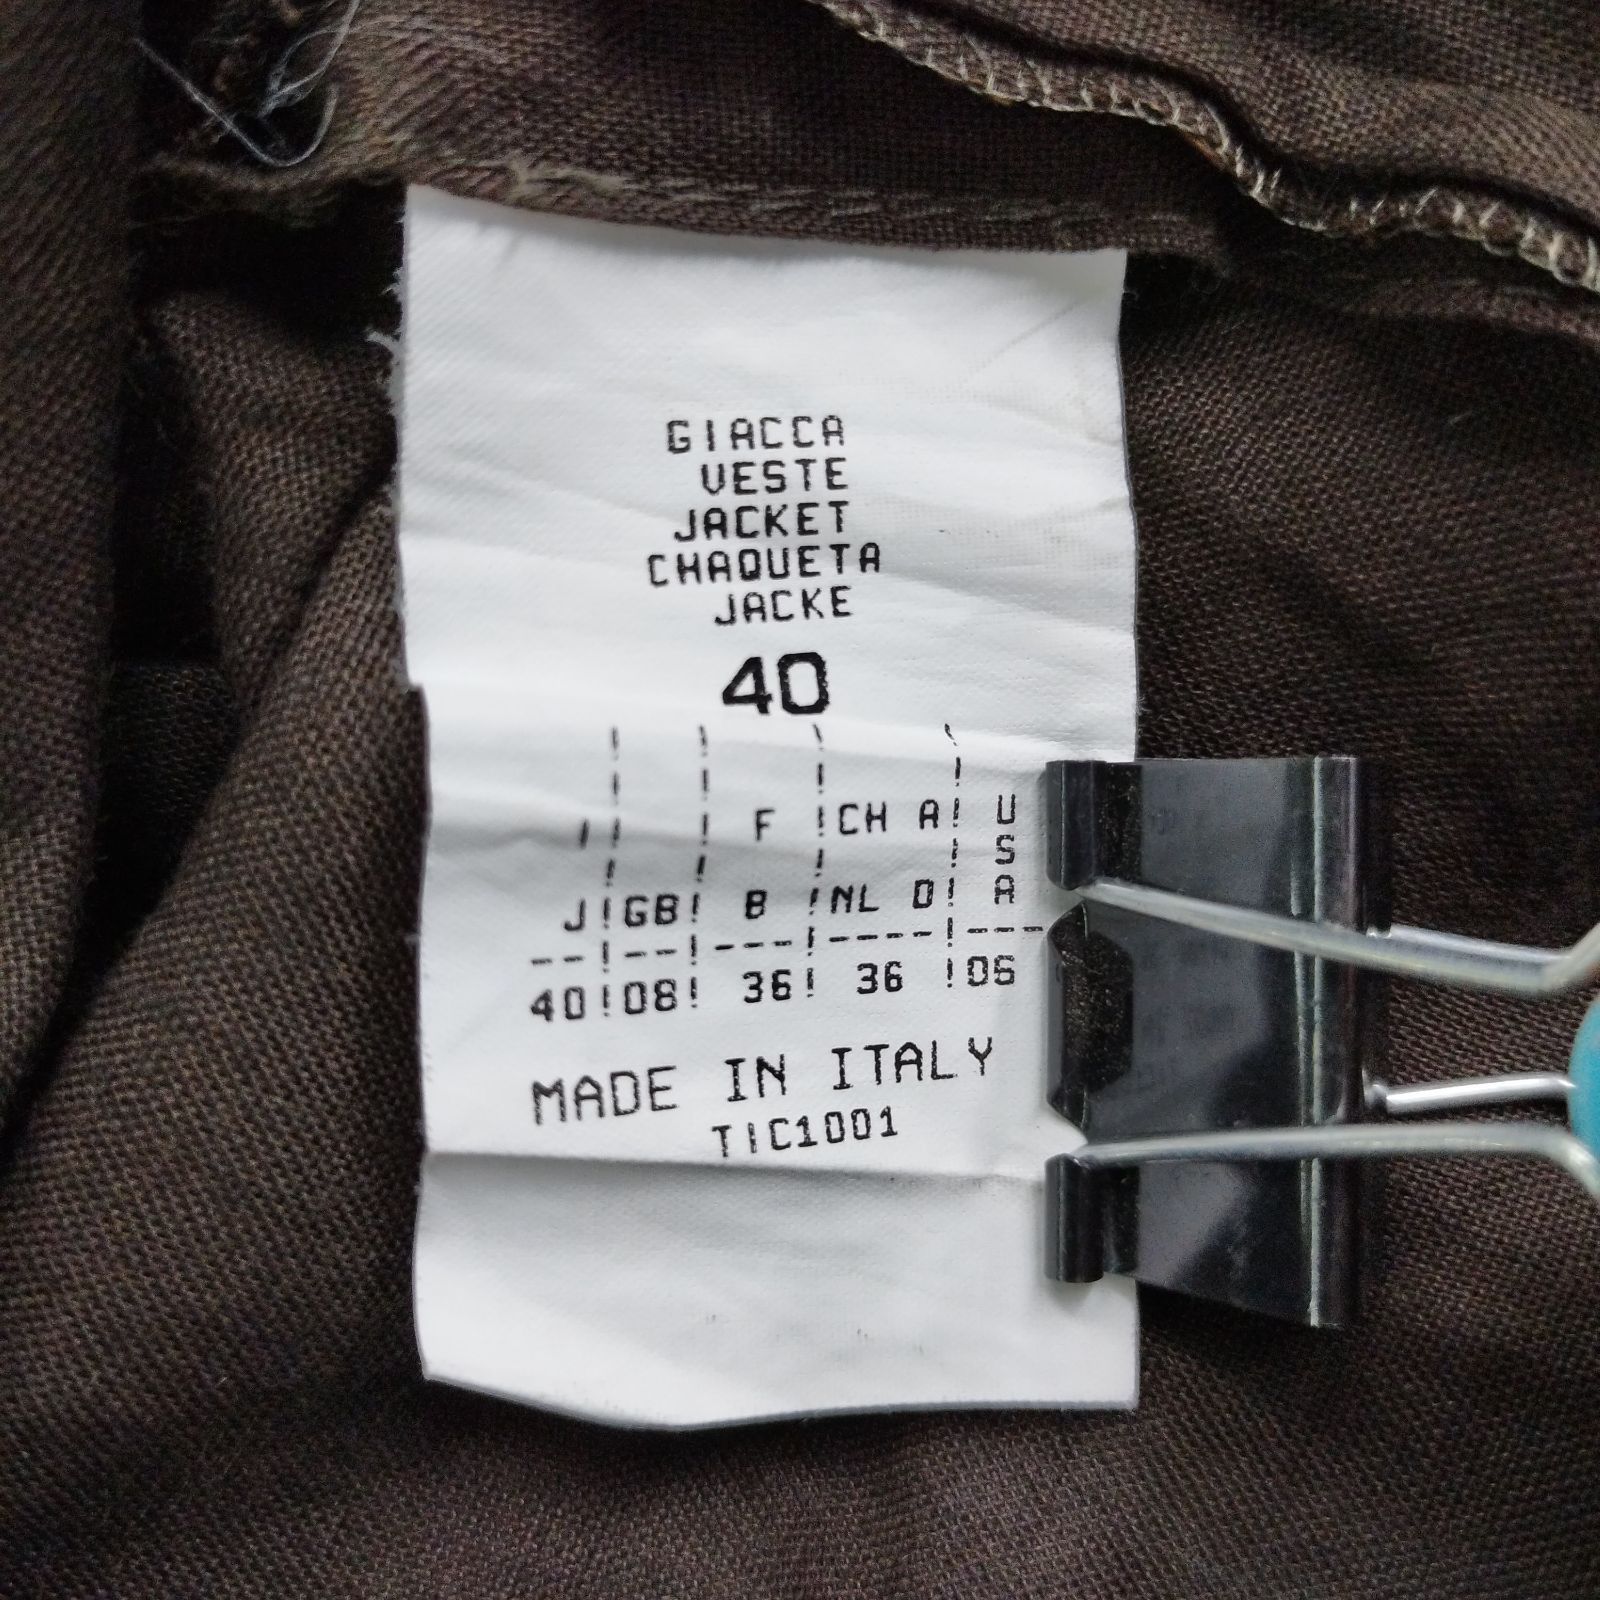 GIACCA
VESTE
JACKET
CHAQUETA
JACKE
40
I ! ! F !CH A! U
S
J!GB! B !NL D! A
--!--!---!----!---
40!08! 36! 36 !06
MADE IN ITALY
TIC1001